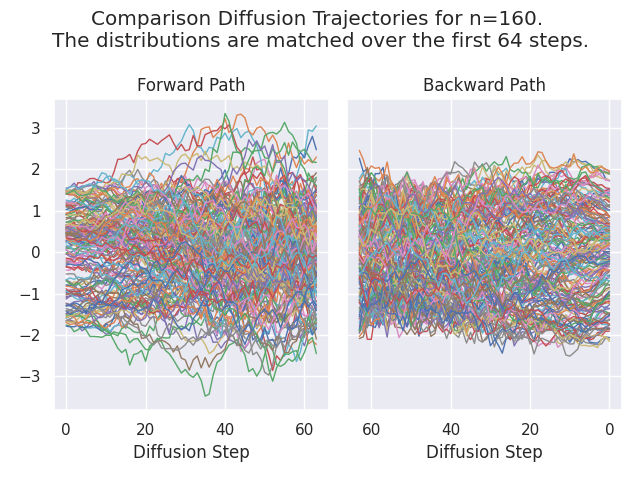 Comparison Diffusion Trajectories for n=160.
The distributions are matched over the first 64 steps.
Forward Path
Backward Path
3
2
1
0
−1
−2
−3
0 20 40 60
60 40 20 0
Diffusion Step
Diffusion Step